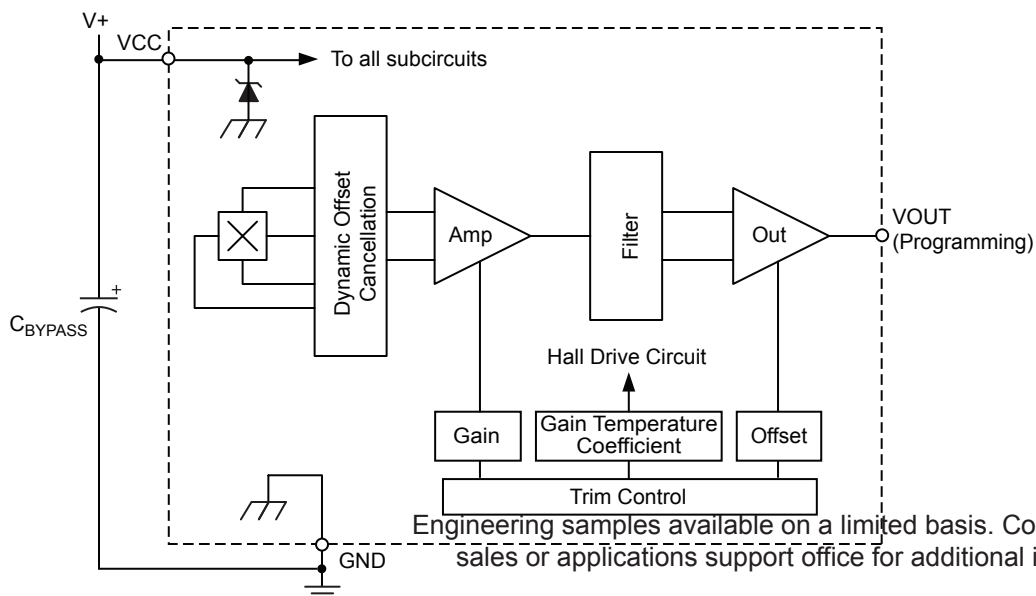 V+
VCC
To all subcircuits
Dynamic Offset
Cancellation
Amp
Filter
Out
VOUT
(Programming)
+
CBYPASS
Hall Drive Circuit
Gain
Gain Temperature
Coefficient
Offset
Trim Control
Engineering samples available on a limited basis. Co
sales or applications support office for additional i
GND